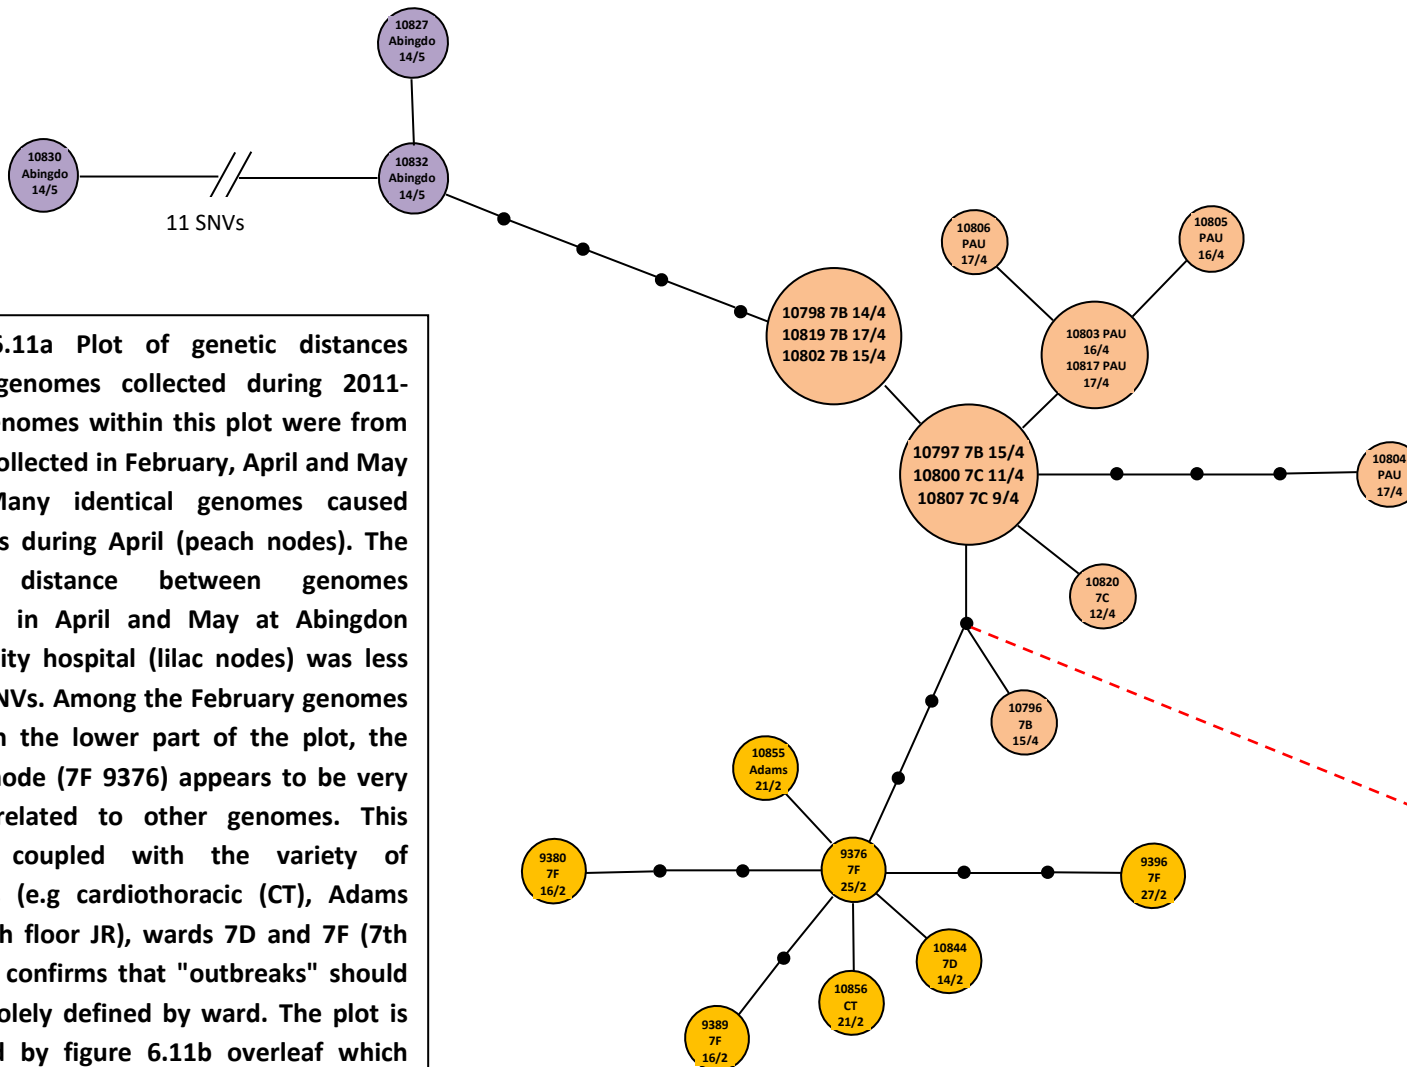 10827
Abingdo
14/5
10830
Abingdo
14/5
10832
Abingdo
14/5
11 SNVs
10806
PAU
17/4
10805
PAU
16/4
10798 7B 14/4
10819 7B 17/4
10802 7B 15/4
10803 PAU
16/4
10817 PAU
17/4
10797 7B 15/4
10800 7C 11/4
10807 7C 9/4
10804
PAU
17/4
10820
7C
12/4
10796
7B
15/4
10855
Adams
21/2
9380
7F
16/2
9376
7F
25/2
9396
7F
27/2
10844
7D
14/2
10856
CT
21/2
9389
7F
16/2
6.11a Plot of genetic distances
genomes collected during 2011-
nomes within this plot were from
ollected in February, April and May
Many identical genomes caused
s during April (peach nodes). The
distance between genomes
in April and May at Abingdon
ity hospital (lilac nodes) was less
NVs. Among the February genomes
n the lower part of the plot, the
node (7F 9376) appears to be very
related to other genomes. This
coupled with the variety of
(e.g cardiothoracic (CT), Adams
h floor JR), wards 7D and 7F (7th
confirms that "outbreaks" should
olely defined by ward. The plot is
d by figure 6.11b overleaf which